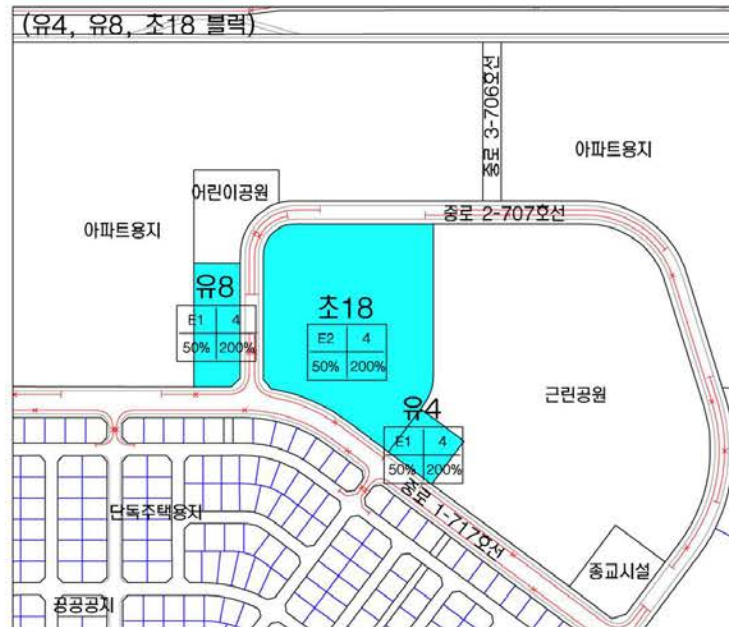 (유4, 유8, 초18 블럭)
중로 3-706호선
아파트용지
어린이공원
중로 2-707호선
아파트용지
유8
E1 4
50% 200%
초18
E2 4
50% 200%
근린공원
유4
E1 4
50% 200%
중로 1-717호선
단독주택용지
종교시설
공공공지